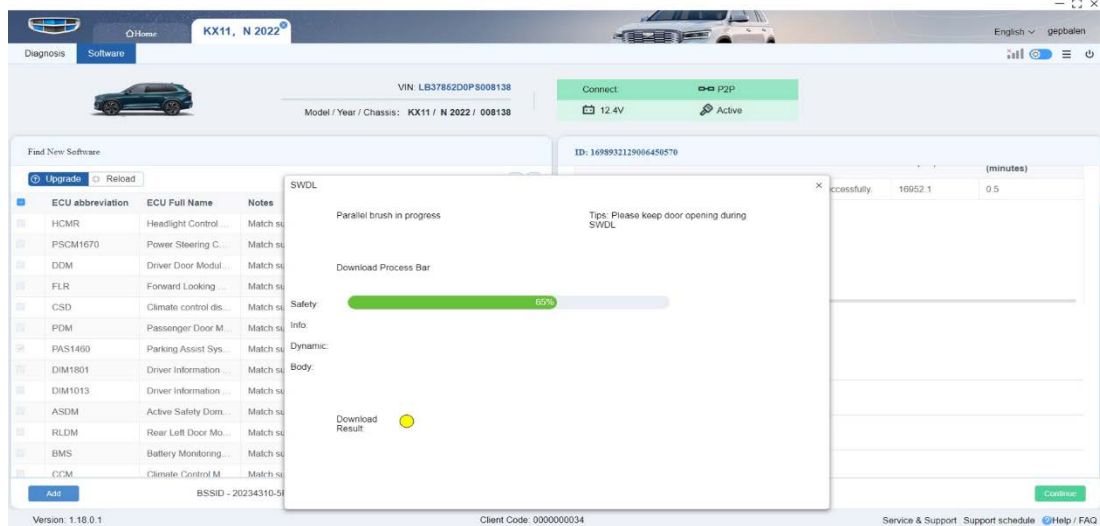 Home
KX11, N 2022
English
gepbalen
Diagnosis
Software
VIN: LB37852D0PS008138
Model / Year / Chassis: KX11 / N 2022 / 008138
Connect
P2P
12.4V
Active
Find New Software
ID: 1698932129006450570
(minutes)
Upgrade
Reload
ccessfully.
16952.1
0.5
ECU abbreviation
ECU Full Name
Notes
HCMR
Headlight Control ...
Match su
PSCM1670
Power Steering C...
Match su
DDM
Driver Door Modul...
Match su
FLR
Forward Looking ...
Match su
CSD
Climate control dis...
Match su
PDM
Passenger Door M...
Match su
PAS1460
Parking Assist Sys...
Match su
DIM1801
Driver Information ...
Match su
DIM1013
Driver Information ...
Match su
ASDM
Active Safety Dom...
Match su
RLDM
Rear Left Door Mo...
Match su
BMS
Battery Monitoring...
Match su
CCM
Climate Control M
Match su
SWDL
Parallel brush in progress
Tips: Please keep door opening during
SWDL
Download Process Bar
Safety:
65%
Info:
Dynamic:
Body:
Download
Result:
Add
BSSID - 20234310-5
Continue
Version: 1.18.0.1
Client Code: 0000000034
Service & Support
Support schedule
Help / FAQ